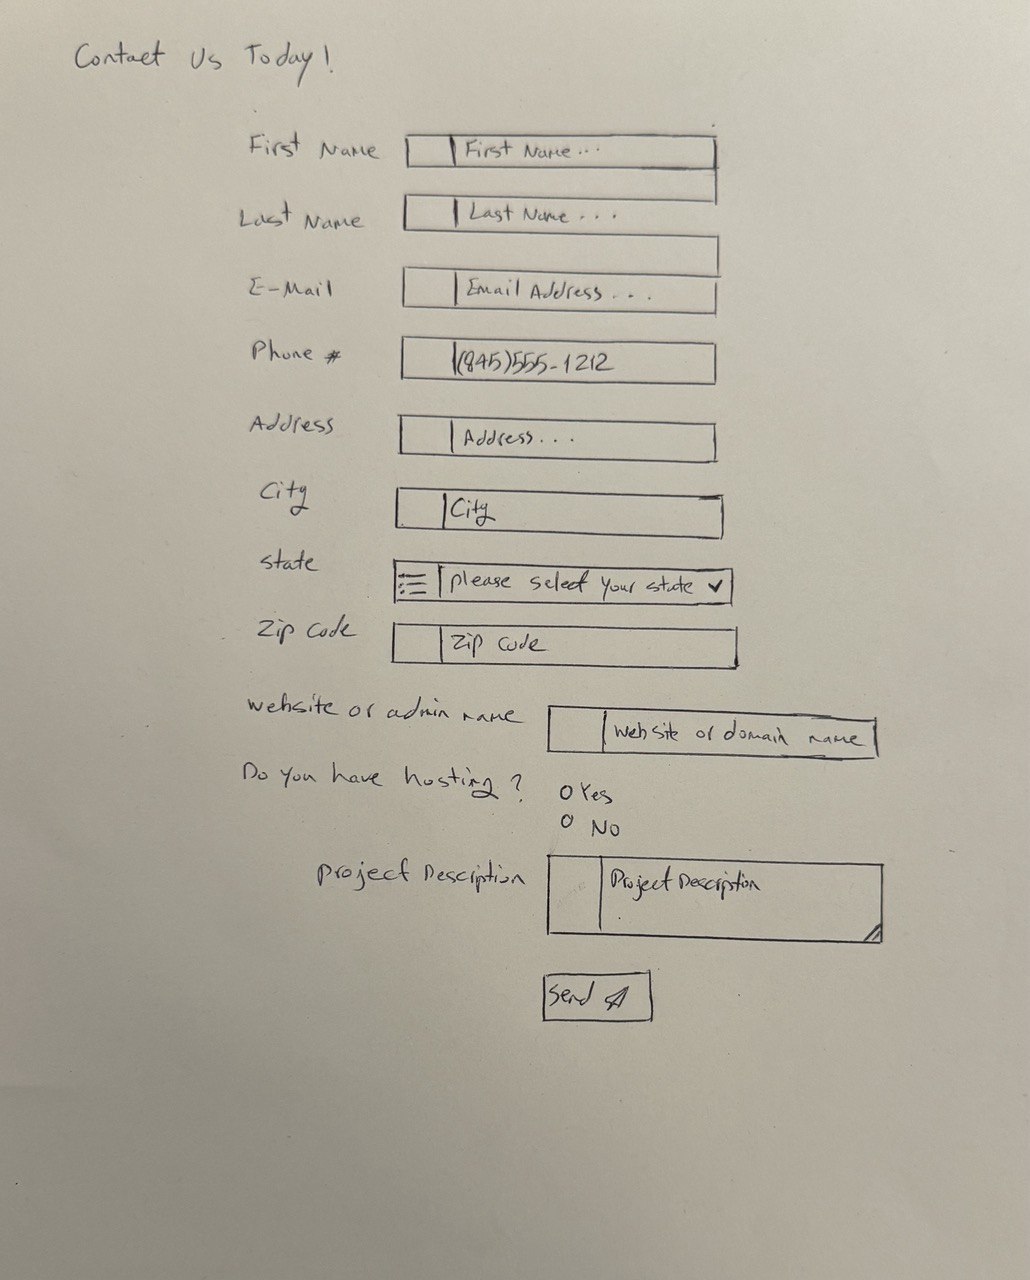 Contact Us Today!
First Name First Name...
Last Name Last Name...
E-Mail Email Address...
Phone # (845)555-1212
Address Address...
City City
State please select your state
Zip Code Zip Code
website or admin name website or domain name
Do you have hosting? Yes
No
Project Description Project Description
Send